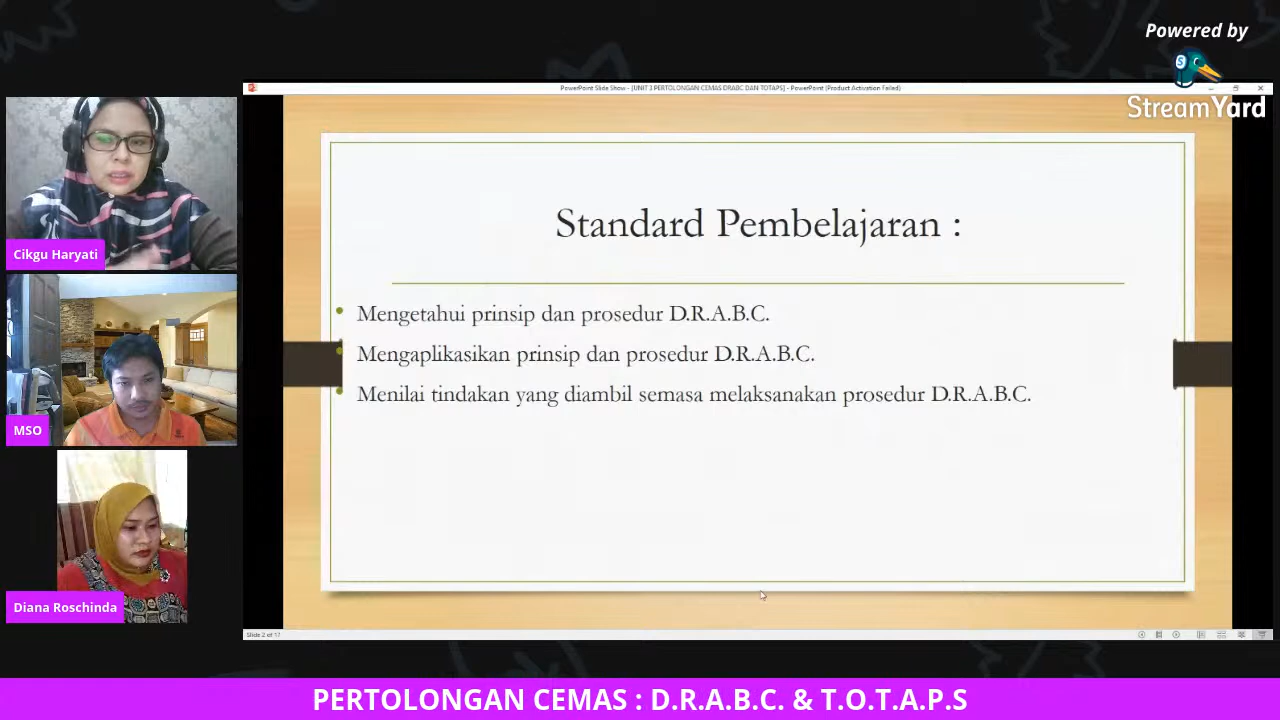 Powered by
StreamYard
PowerPoint Slide Show - [UNIT 3 PERTOLONGAN CEMAS DRABC DAN TOTAPS] - PowerPoint (Product Activation Failed)
Standard Pembelajaran :
• Mengetahui prinsip dan prosedur D.R.A.B.C.
• Mengaplikasikan prinsip dan prosedur D.R.A.B.C.
• Menilai tindakan yang diambil semasa melaksanakan prosedur D.R.A.B.C.
Slide 2 of 17
Cikgu Haryati
MSO
Diana Roschinda
PERTOLONGAN CEMAS : D.R.A.B.C. & T.O.T.A.P.S